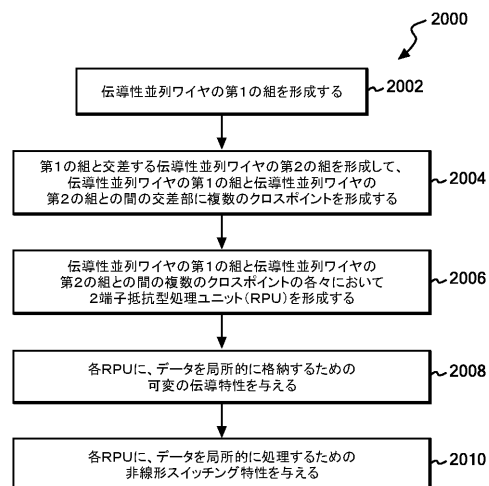 2000
伝導性並列ワイヤの第1の組を形成する
2002
第1の組と交差する伝導性並列ワイヤの第2の組を形成して、
伝導性並列ワイヤの第1の組と伝導性並列ワイヤの
第2の組との間の交差部に複数のクロスポイントを形成する
2004
伝導性並列ワイヤの第1の組と伝導性並列ワイヤの
第2の組との間の複数のクロスポイントの各々において
2端子抵抗型処理ユニット(RPU)を形成する
2006
各RPUに、データを局所的に格納するための
可変の伝導特性を与える
2008
各RPUに、データを局所的に処理するための
非線形スイッチング特性を与える
2010